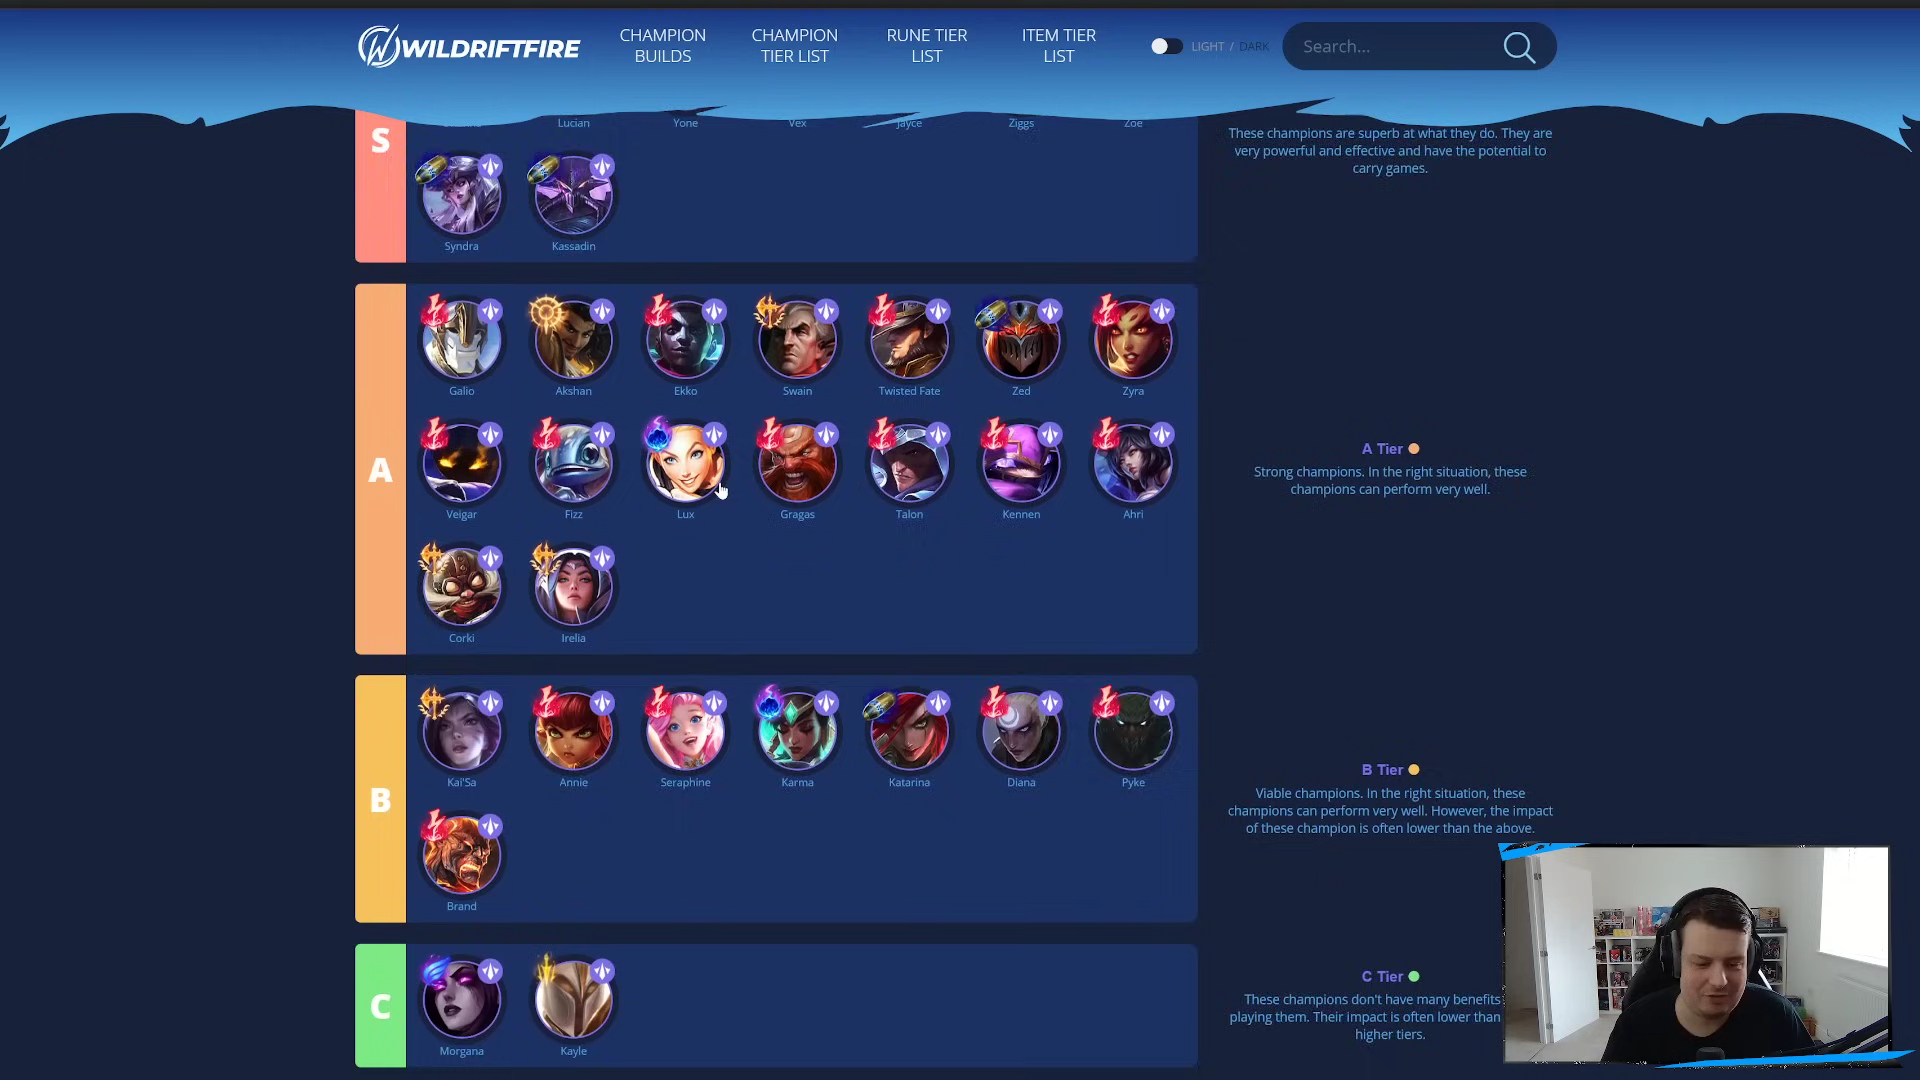 WILDRIFTFIRE
CHAMPION
BUILDS
CHAMPION
TIER LIST
RUNE TIER
LIST
ITEM TIER
LIST
LIGHT / DARK
Search...
S
Lucian
Yone
Vex
Jayce
Ziggs
Zoe
Syndra
Kassadin
These champions are superb at what they do. They are
very powerful and effective and have the potential to
carry games.
A
Galio
Akshan
Ekko
Swain
Twisted Fate
Zed
Zyra
Veigar
Fizz
Lux
Gragas
Talon
Kennen
Ahri
Corki
Irelia
A Tier
Strong champions. In the right situation, these
champions can perform very well.
B
Kai'Sa
Annie
Seraphine
Karma
Katarina
Diana
Pyke
Brand
B Tier
Viable champions. In the right situation, these
champions can perform very well. However, the impact
of these champion is often lower than the above.
C
Morgana
Kayle
C Tier
These champions don't have many benefits
playing them. Their impact is often lower than
higher tiers.